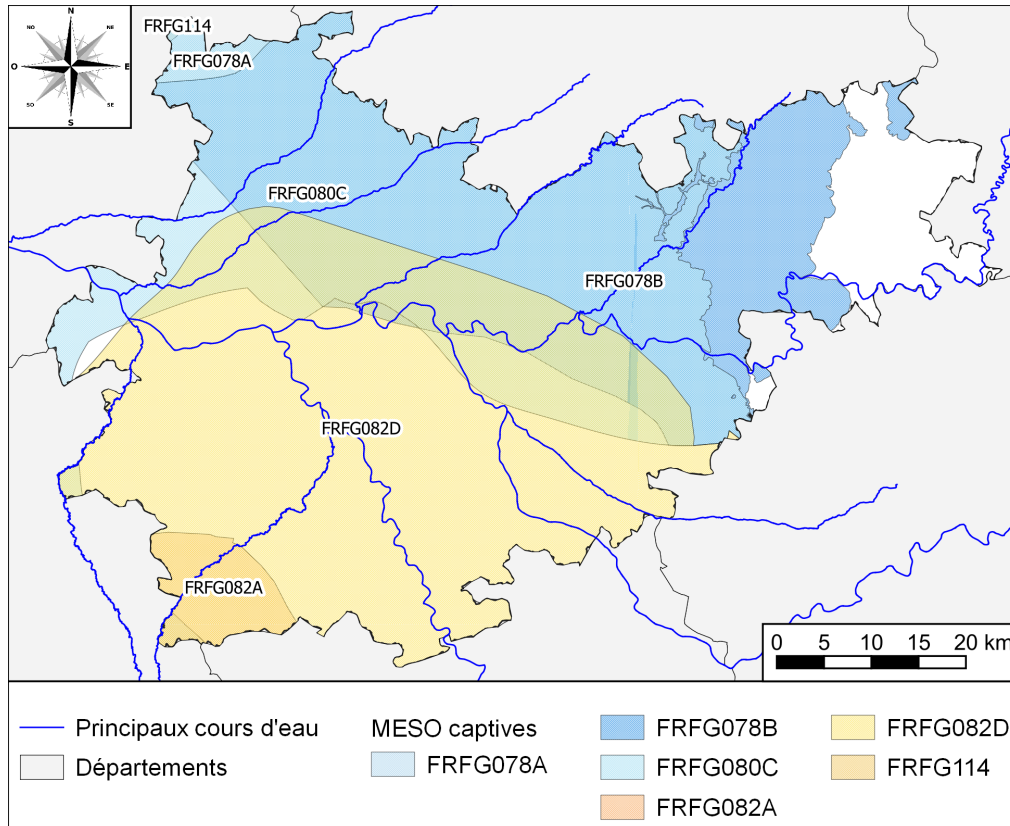 N
NO
NE
O
E
SO
SE
S
FRFG114
FRFG078A
FRFG080C
FRFG078B
FRFG082D
FRFG082A
0 5 10 15 20 km
Principaux cours d'eau
Départements
MESO captives
FRFG078A
FRFG078B
FRFG080C
FRFG082A
FRFG082D
FRFG114